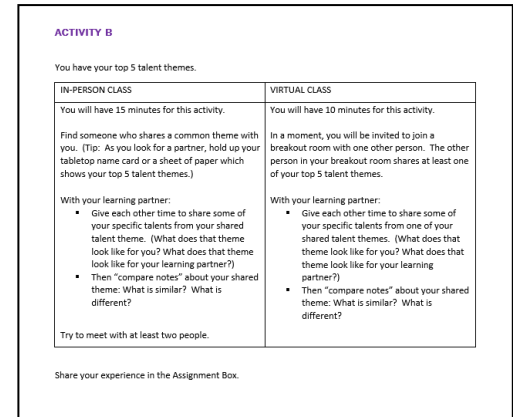 ACTIVITY B
You have your top 5 talent themes.
IN-PERSON CLASS
You will have 15 minutes for this activity.
Find someone who shares a common theme with
you. (Tip: As you look for a partner, hold up your
tabletop name card or a sheet of paper which
shows your top 5 talent themes.)
With your learning partner:
▪ Give each other time to share some of
your specific talents from your shared
talent theme. (What does that theme
look like for you? What does that theme
look like for your learning partner?)
▪ Then “compare notes” about your shared
theme: What is similar? What is
different?
Try to meet with at least two people.
VIRTUAL CLASS
You will have 10 minutes for this activity.
In a moment, you will be invited to join a
breakout room with one other person. The other
person in your breakout room shares at least one
of your top 5 talent themes.
With your learning partner:
▪ Give each other time to share some of
your specific talents from one of your
shared talent themes. (What does that
theme look like for you? What does that
theme look like for your learning
partner?)
▪ Then “compare notes” about your shared
theme: What is similar? What is
different?
Share your experience in the Assignment Box.